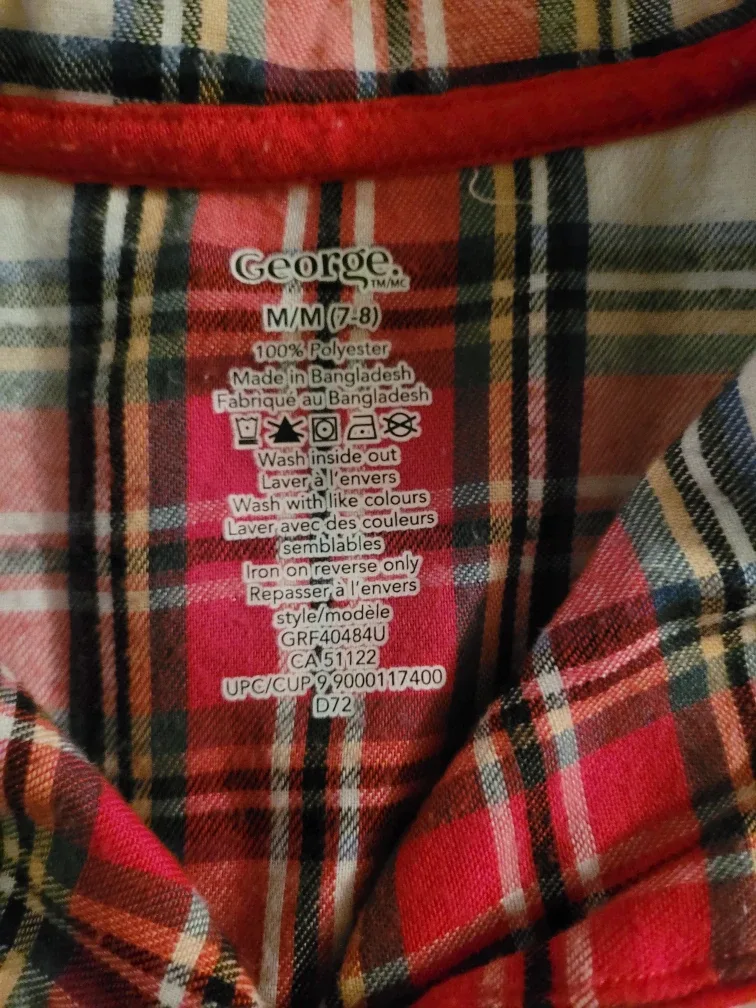 George.
TM/MC
M/M (7-8)
100% Polyester
Made in Bangladesh
Fabriqué au Bangladesh
Wash inside out
Laver à l'envers
Wash with like colours
Laver avec des couleurs
semblables
Iron on reverse only
Repasser à l'envers
style/modèle
GRF40484U
CA 51122
UPC/CUP 9 9000117400
D72